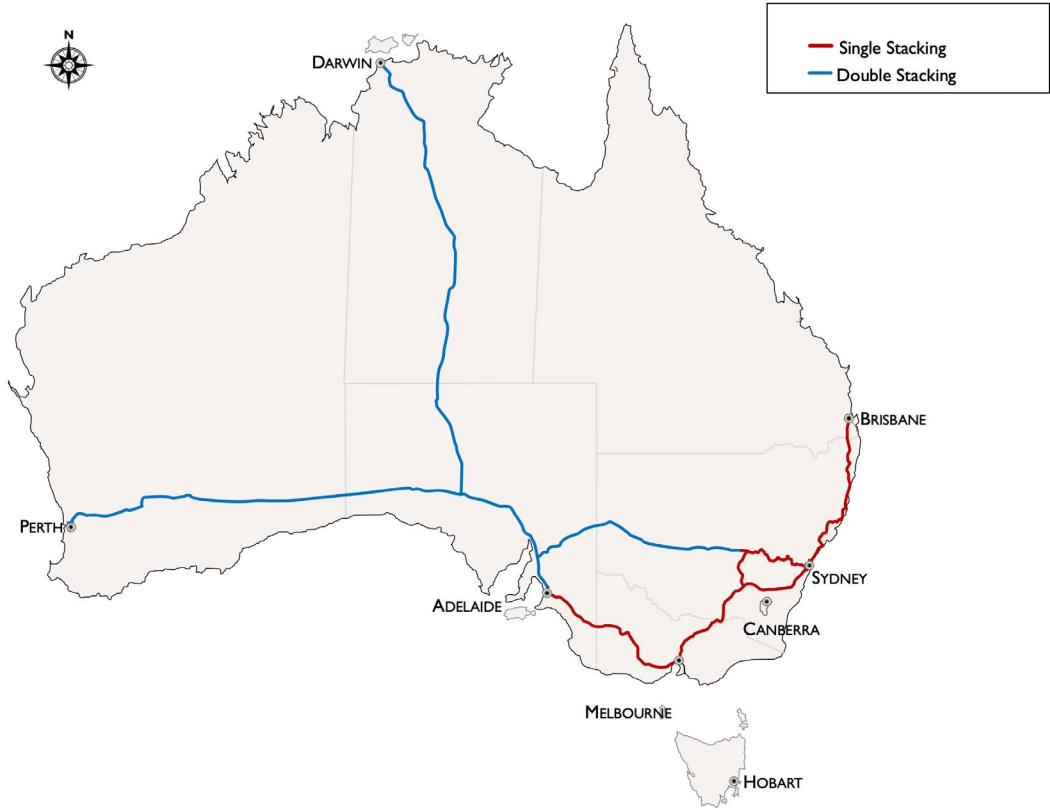 N
Single Stacking
Double Stacking
DARWIN
BRISBANE
PERTH
SYDNEY
ADELAIDE
CANBERRA
MELBOURNE
HOBART